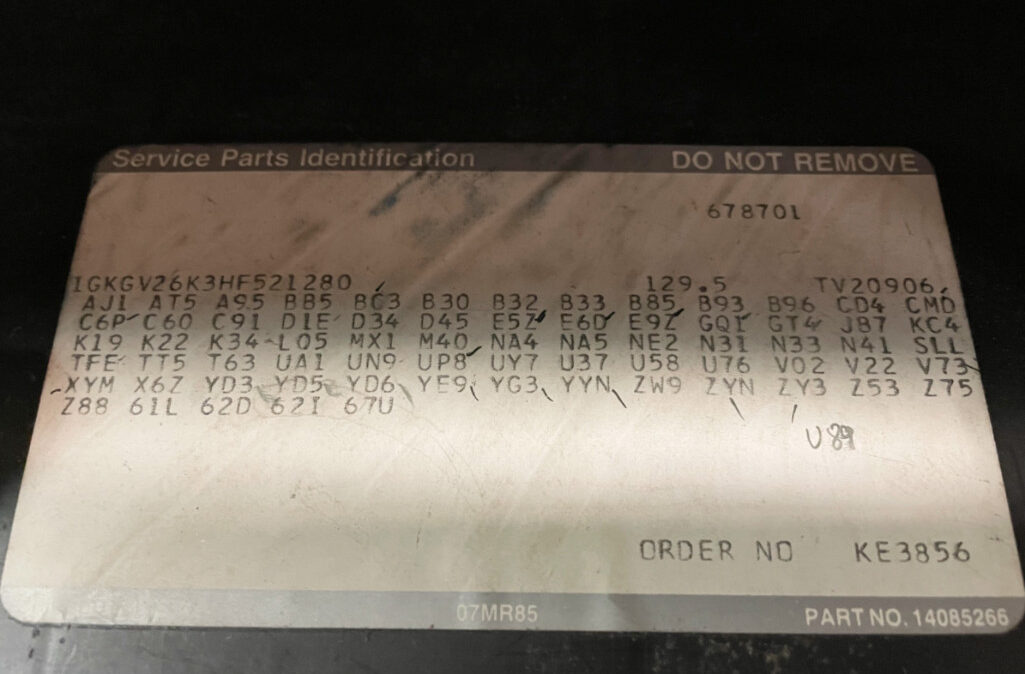 Service Parts Identification DO NOT REMOVE
678701
1GKGV26K3HF521280 129.5 TV20906
AJ1 AT5 A95 BB5 BC3 B30 B32 B33 B85 B93 B96 CD4 CMD
C6P C60 C91 D1E D34 D45 E5Z E6D E9Z GQ1 GT4 J87 KC4
K19 K22 K34 L05 MX1 M40 NA4 NA5 NE2 N31 N33 N41 SLL
TFE TT5 T63 UA1 UN9 UP8 UY7 U37 U58 U76 V02 V22 V73
XYM X6Z YD3 YD5 YD6 YE9 YG3 YYN ZW9 ZYN ZY3 Z53 Z75
Z88 61L 62D 62I 67U
U89
ORDER NO KE3856
07MR85 PART NO. 14085266